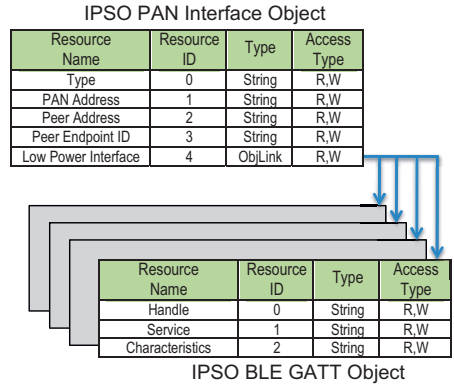 IPSO PAN Interface Object
Resource Name Resource ID Type Access Type
Type 0 String R,W
PAN Address 1 String R,W
Peer Address 2 String R,W
Peer Endpoint ID 3 String R,W
Low Power Interface 4 ObjLink R,W
Resource Name Resource ID Type Access Type
Handle 0 String R,W
Service 1 String R,W
Characteristics 2 String R,W
IPSO BLE GATT Object